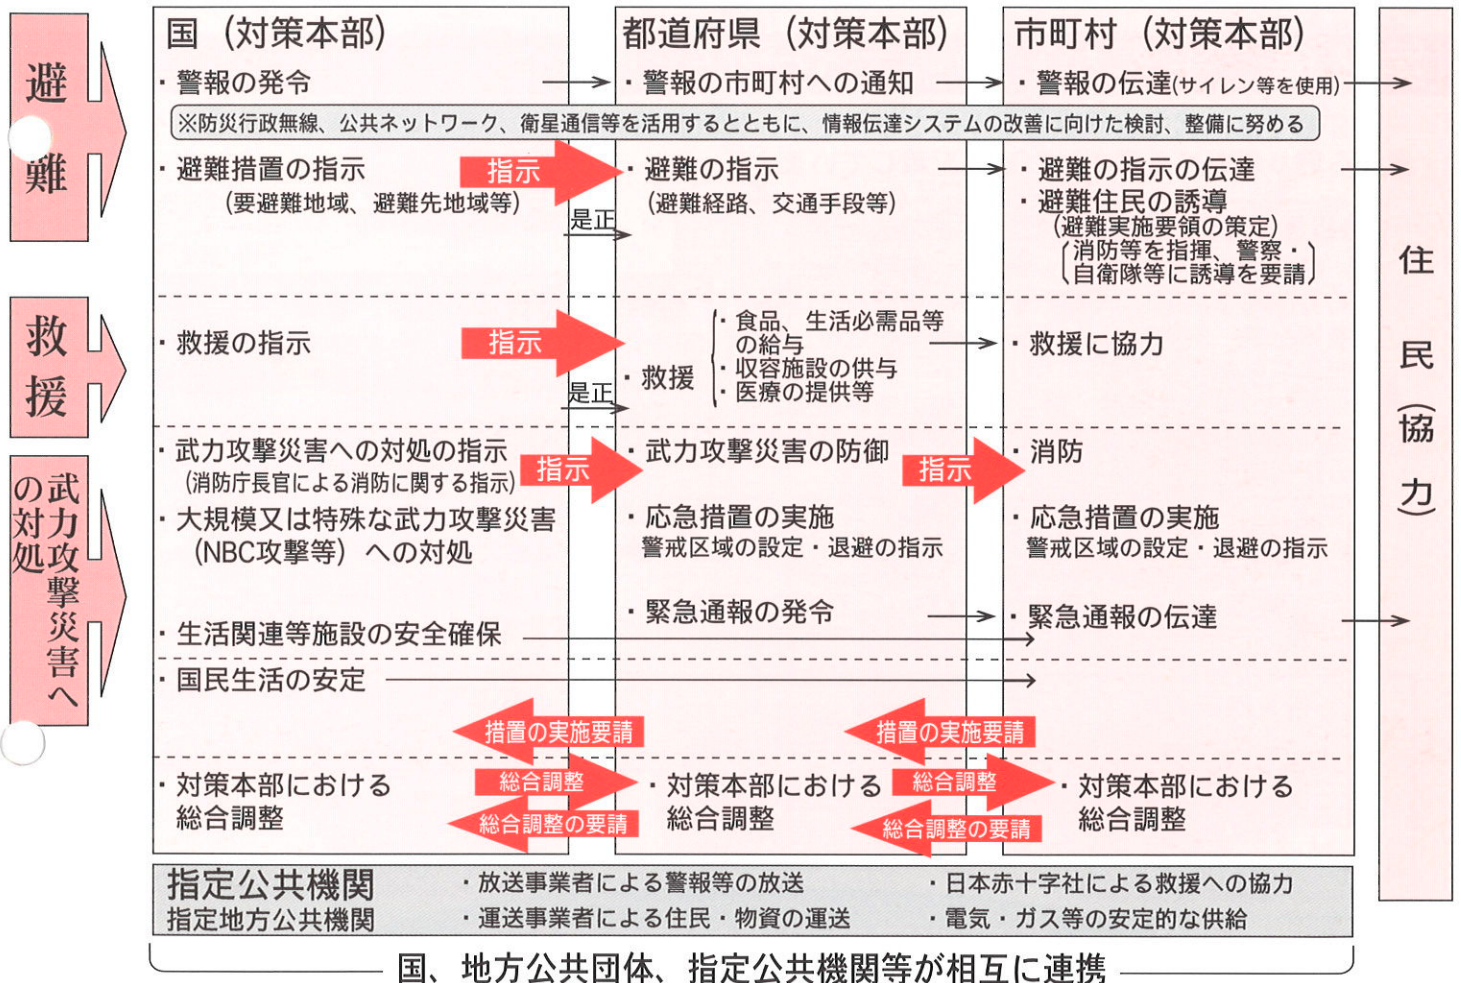 避難
国（対策本部）
都道府県（対策本部）
市町村（対策本部）
・警報の発令
・警報の市町村への通知
・警報の伝達(サイレン等を使用)
※防災行政無線、公共ネットワーク、衛星通信等を活用するとともに、情報伝達システムの改善に向けた検討、整備に努める
・避難措置の指示
(要避難地域、避難先地域等)
指示
是正
・避難の指示
(避難経路、交通手段等)
・避難の指示の伝達
・避難住民の誘導
(避難実施要領の策定)
〔消防等を指揮、警察・
自衛隊等に誘導を要請〕
救援
・救援の指示
指示
是正
・救援
・食品、生活必需品等
の給与
・収容施設の供与
・医療の提供等
・救援に協力
武力攻撃災害へ
の対処
・武力攻撃災害への対処の指示
(消防庁長官による消防に関する指示)
指示
・武力攻撃災害の防御
指示
・消防
・大規模又は特殊な武力攻撃災害
（NBC攻撃等）への対処
・応急措置の実施
警戒区域の設定・退避の指示
・応急措置の実施
警戒区域の設定・退避の指示
・緊急通報の発令
・緊急通報の伝達
・生活関連等施設の安全確保
・国民生活の安定
措置の実施要請
措置の実施要請
・対策本部における
総合調整
総合調整
総合調整の要請
・対策本部における
総合調整
総合調整
総合調整の要請
・対策本部における
総合調整
住民（協力）
指定公共機関
指定地方公共機関
・放送事業者による警報等の放送
・日本赤十字社による救援への協力
・運送事業者による住民・物資の運送
・電気・ガス等の安定的な供給
国、地方公共団体、指定公共機関等が相互に連携